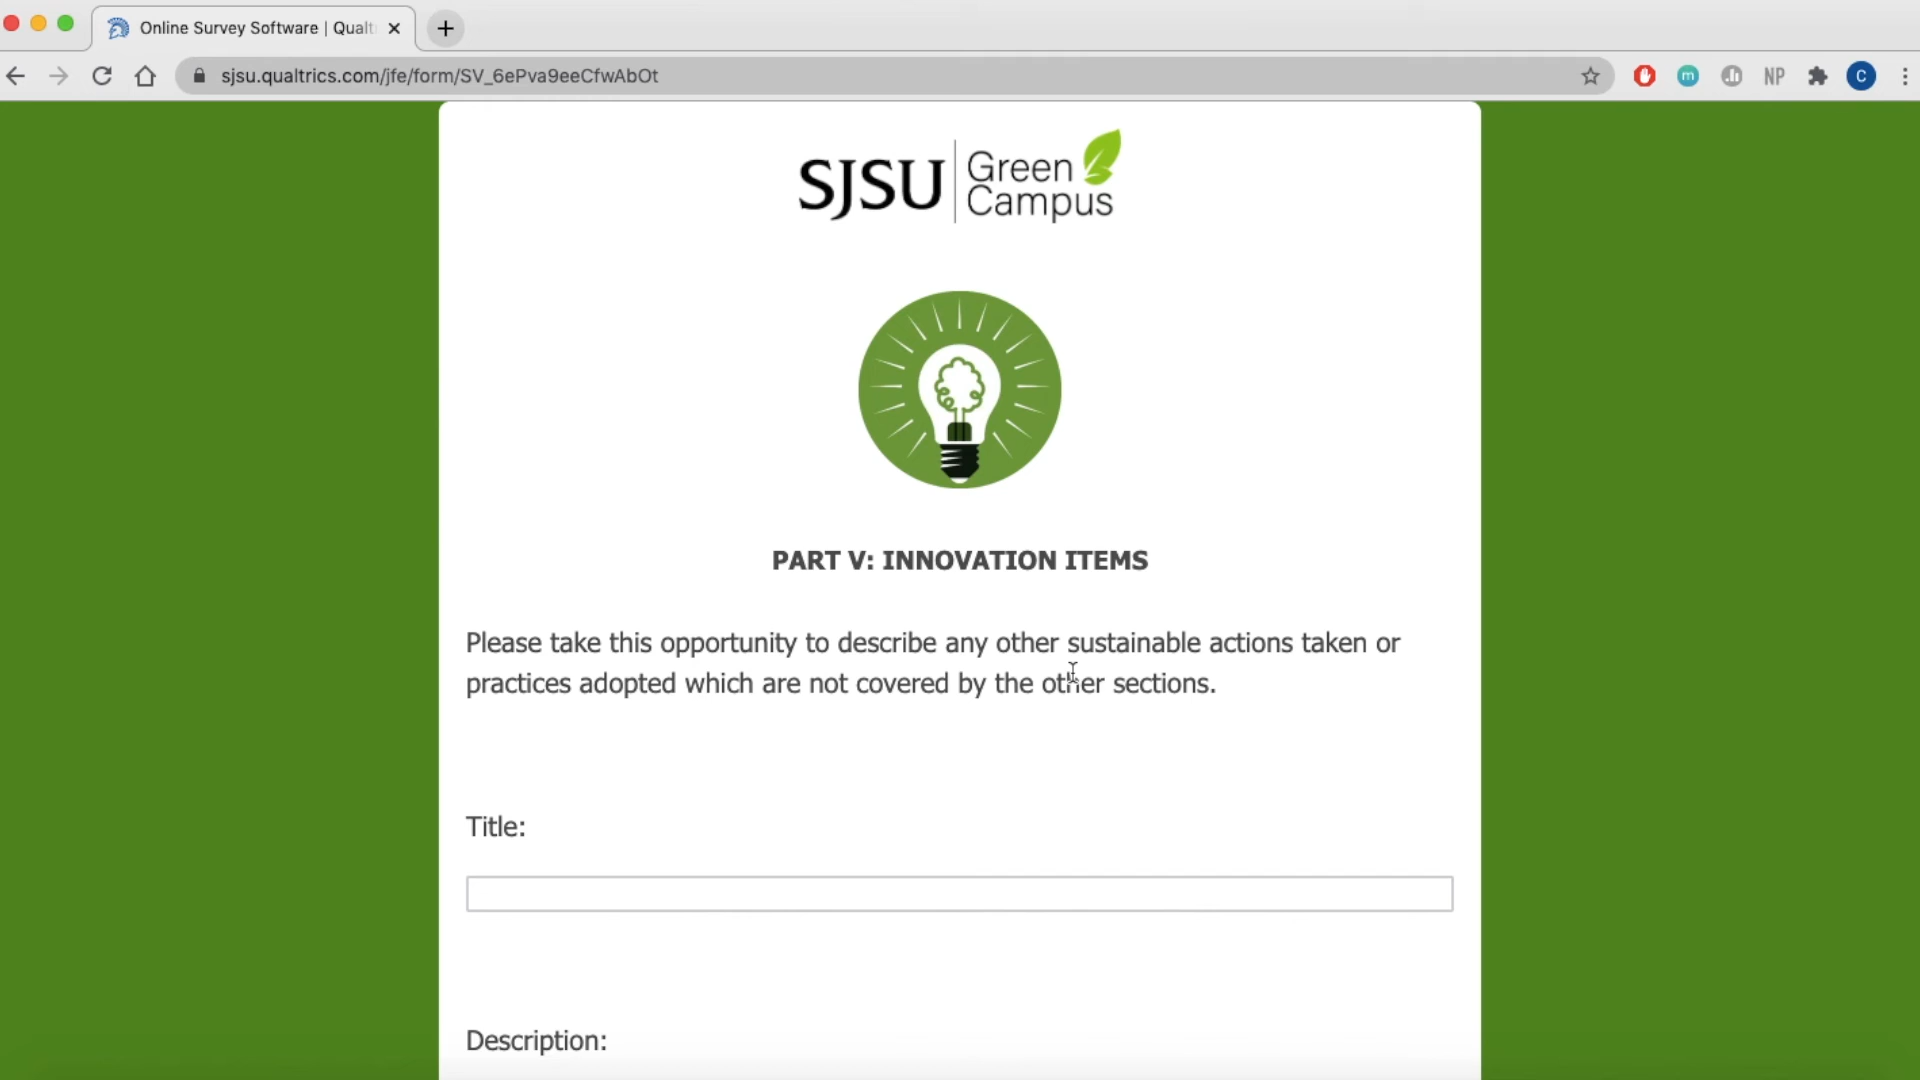 Online Survey Software | Qualt
sjsu.qualtrics.com/jfe/form/SV_6ePva9eeCfwAbOt
m
NP
C
SJSU
Green
Campus
PART V: INNOVATION ITEMS
Please take this opportunity to describe any other sustainable actions taken or
practices adopted which are not covered by the other sections.
Title:
Description: